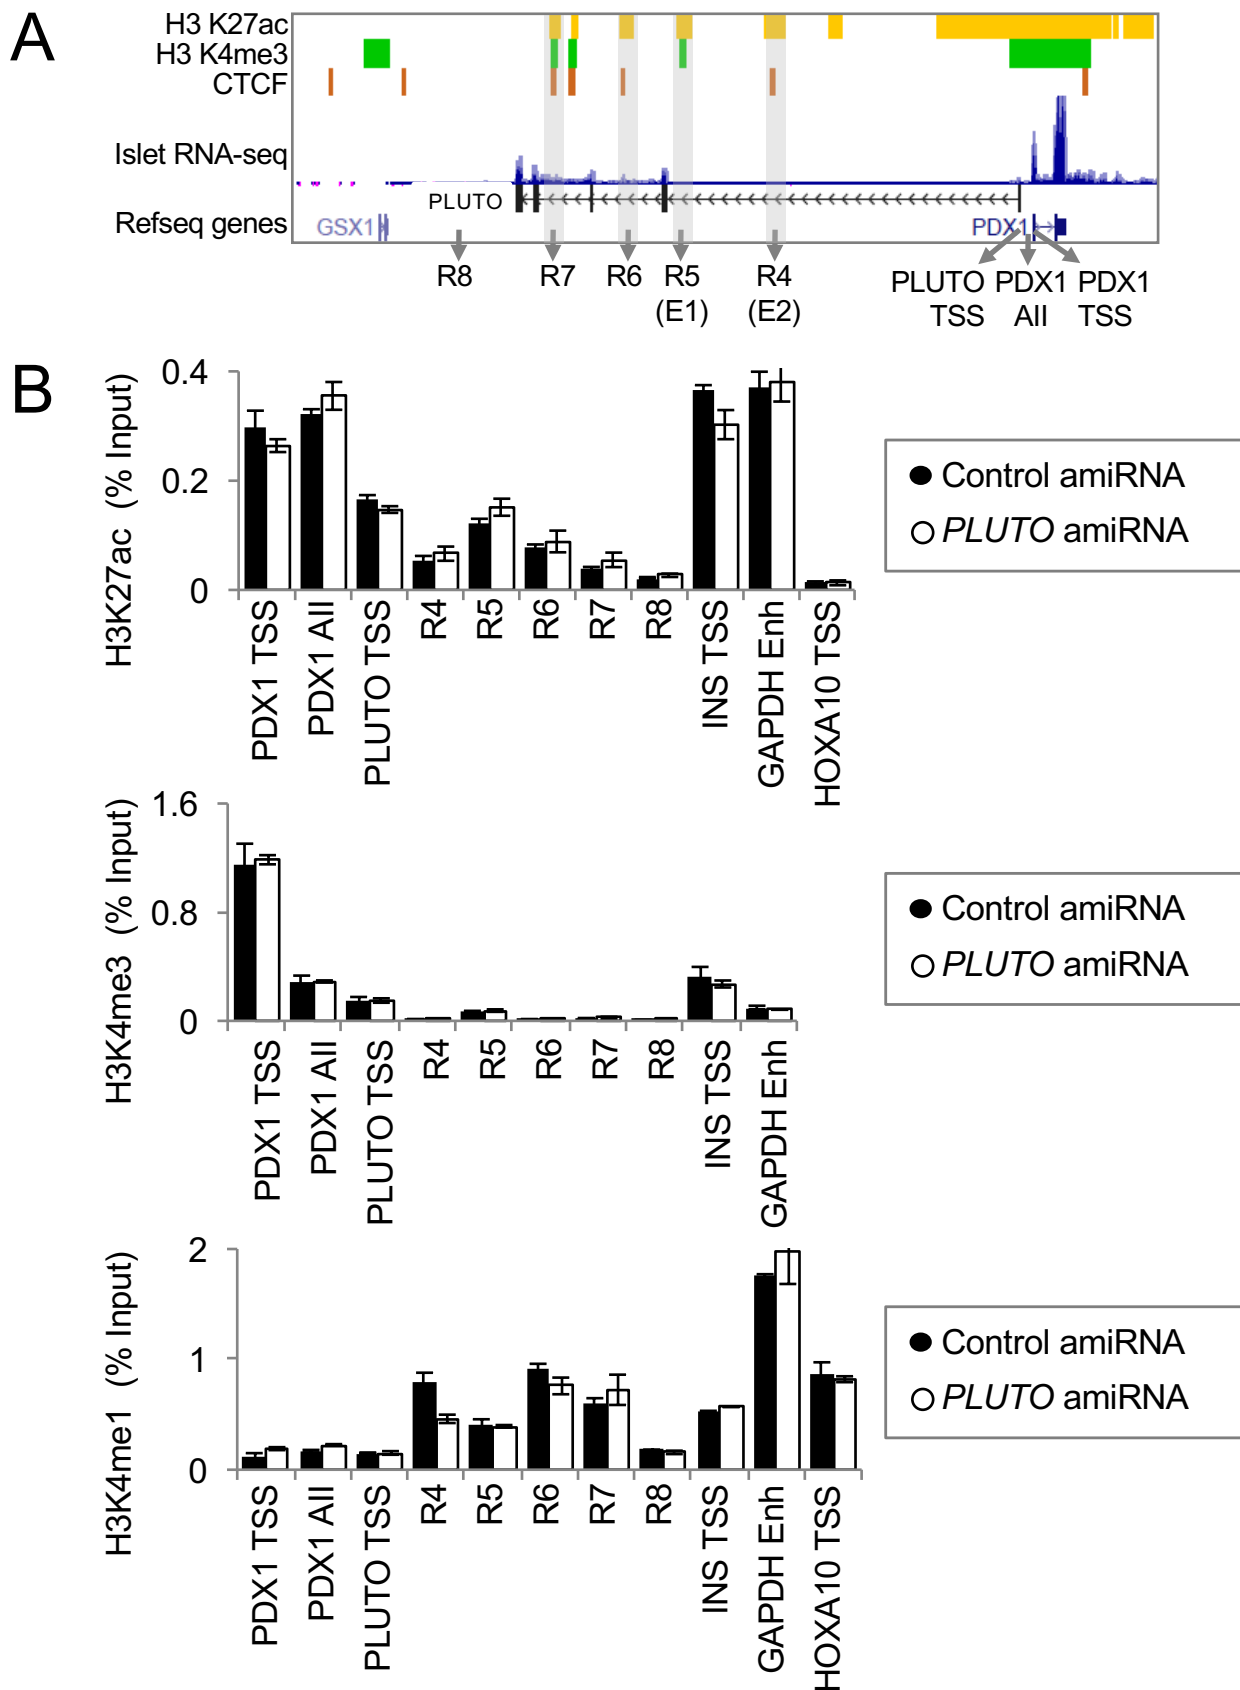 A
H3 K27ac
H3 K4me3
CTCF
Islet RNA-seq
PLUTO
Refseq genes
GSX1
PDX1
R8
R7
R6
R5
(E1)
R4
(E2)
PLUTO
TSS
PDX1
AII
PDX1
TSS
B
H3K27ac (% Input)
0.4
0.2
0
PDX1 TSS
PDX1 AII
PLUTO TSS
R4
R5
R6
R7
R8
INS TSS
GAPDH Enh
HOXA10 TSS
Control amiRNA
PLUTO amiRNA
H3K4me3 (% Input)
1.6
0.8
0
PDX1 TSS
PDX1 AII
PLUTO TSS
R4
R5
R6
R7
R8
INS TSS
GAPDH Enh
Control amiRNA
PLUTO amiRNA
H3K4me1 (% Input)
2
1
0
PDX1 TSS
PDX1 AII
PLUTO TSS
R4
R5
R6
R7
R8
INS TSS
GAPDH Enh
HOXA10 TSS
Control amiRNA
PLUTO amiRNA